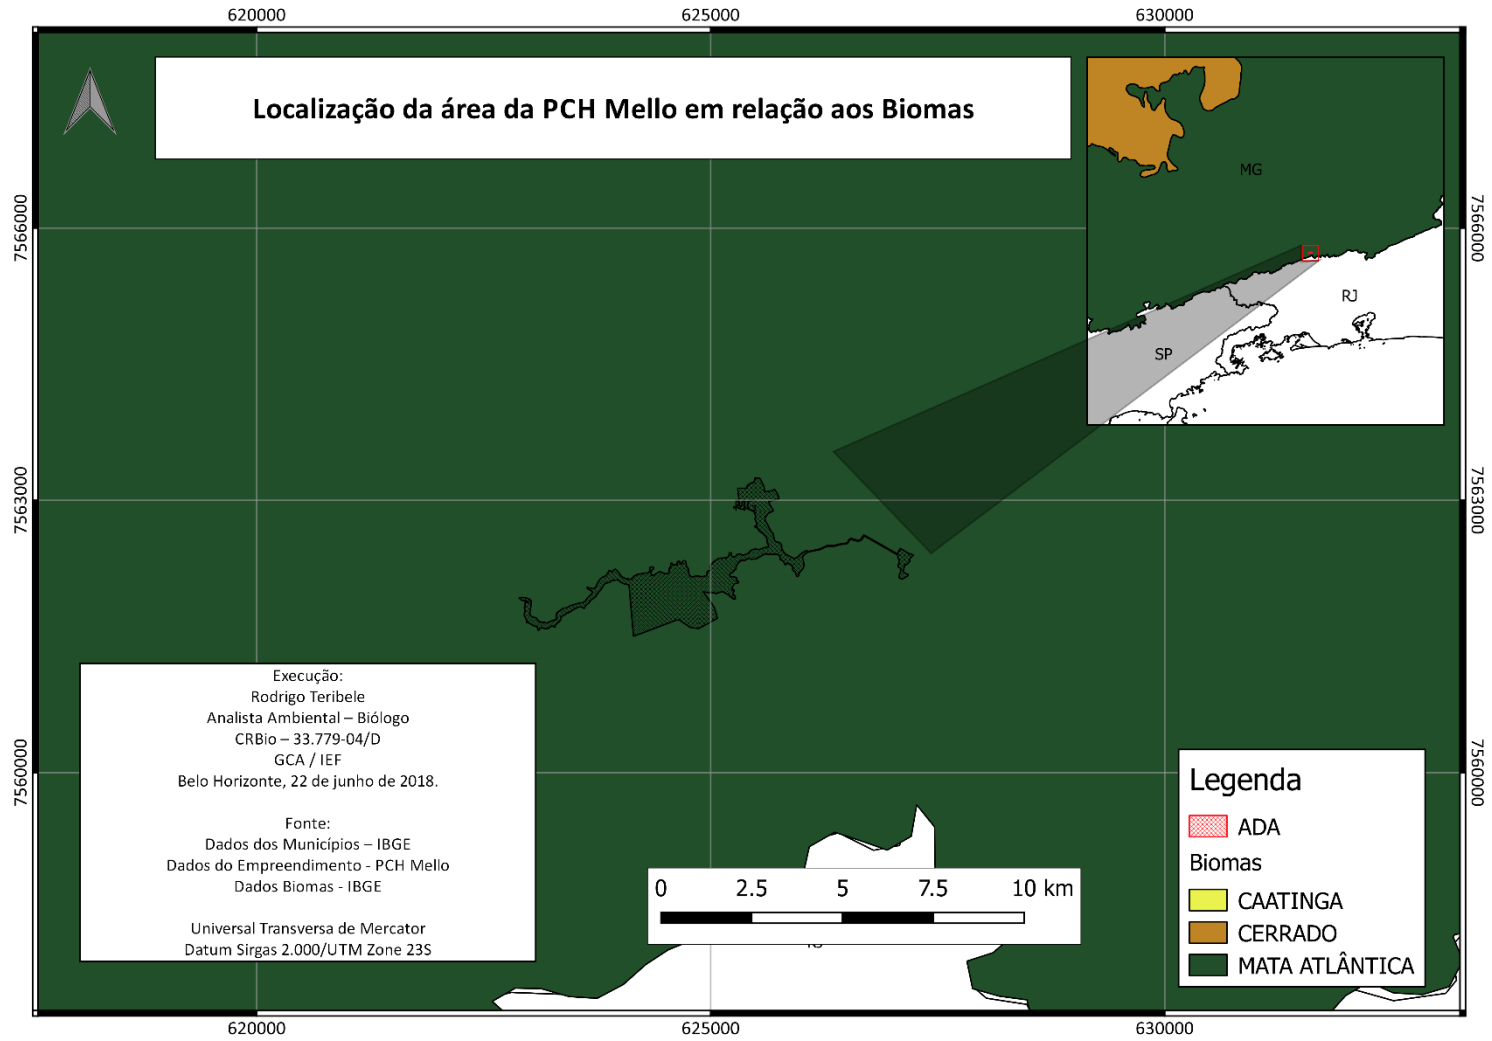 620000
625000
630000
Localização da área da PCH Mello em relação aos Biomas
MG
RJ
SP
7566000
7566000
7563000
7563000
MG
7560000
7560000
Execução:
Rodrigo Teribele
Analista Ambiental – Biólogo
CRBio – 33.779-04/D
GCA / IEF
Belo Horizonte, 22 de junho de 2018.
Fonte:
Dados dos Municípios – IBGE
Dados do Empreendimento - PCH Mello
Dados Biomas - IBGE
Universal Transversa de Mercator
Datum Sirgas 2.000/UTM Zone 23S
0 2.5 5 7.5 10 km
Legenda
ADA
Biomas
CAATINGA
CERRADO
MATA ATLÂNTICA
620000
625000
630000